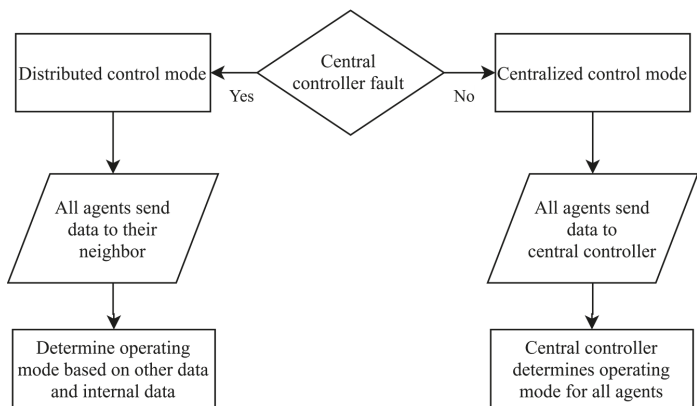 Central
controller fault
Distributed control mode
Yes
No
Centralized control mode
All agents send
data to their
neighbor
All agents send
data to
central controller
Determine operating
mode based on other data
and internal data
Central controller
determines operating
mode for all agents